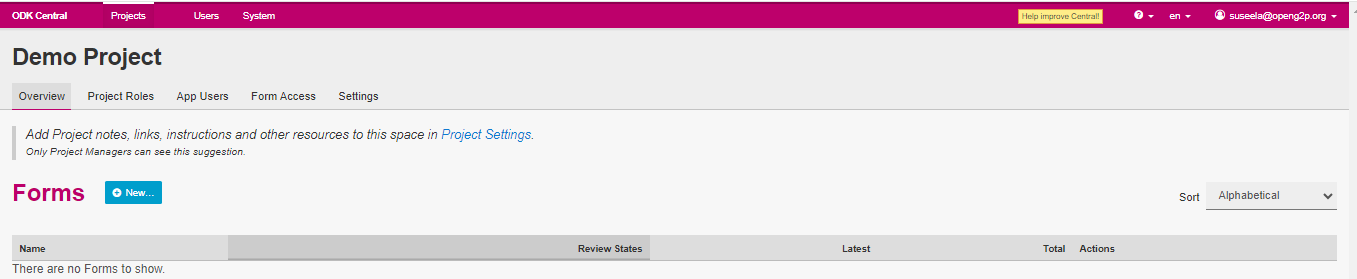 ODK Central Projects Users System Help improve Central! en suseela@openg2p.org
Demo Project
Overview Project Roles App Users Form Access Settings
Add Project notes, links, instructions and other resources to this space in Project Settings.
Only Project Managers can see this suggestion.
Forms New...
Sort Alphabetical
Name Review States Latest Total Actions
There are no Forms to show.